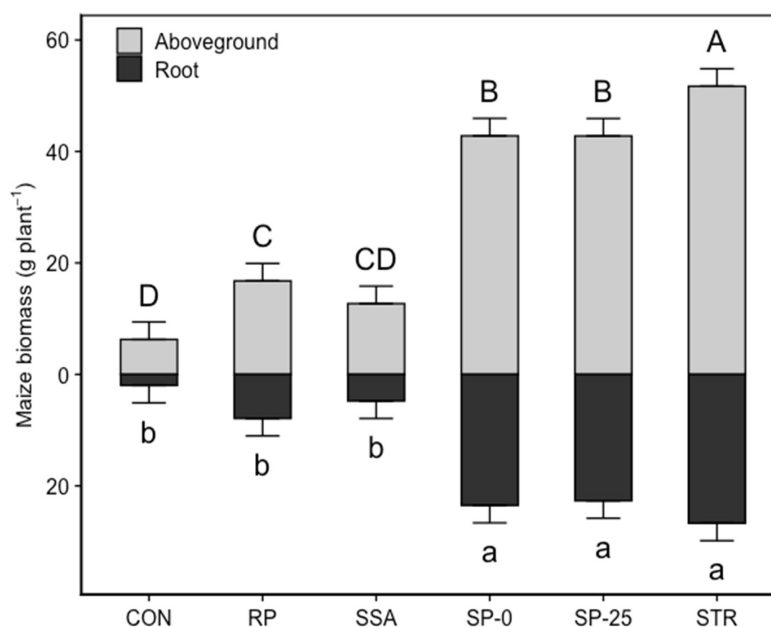 Aboveground
Root
Maize biomass (g plant⁻¹)
60
40
20
0
20
A
B
B
C
CD
D
b
b
b
a
a
a
CON
RP
SSA
SP-0
SP-25
STR